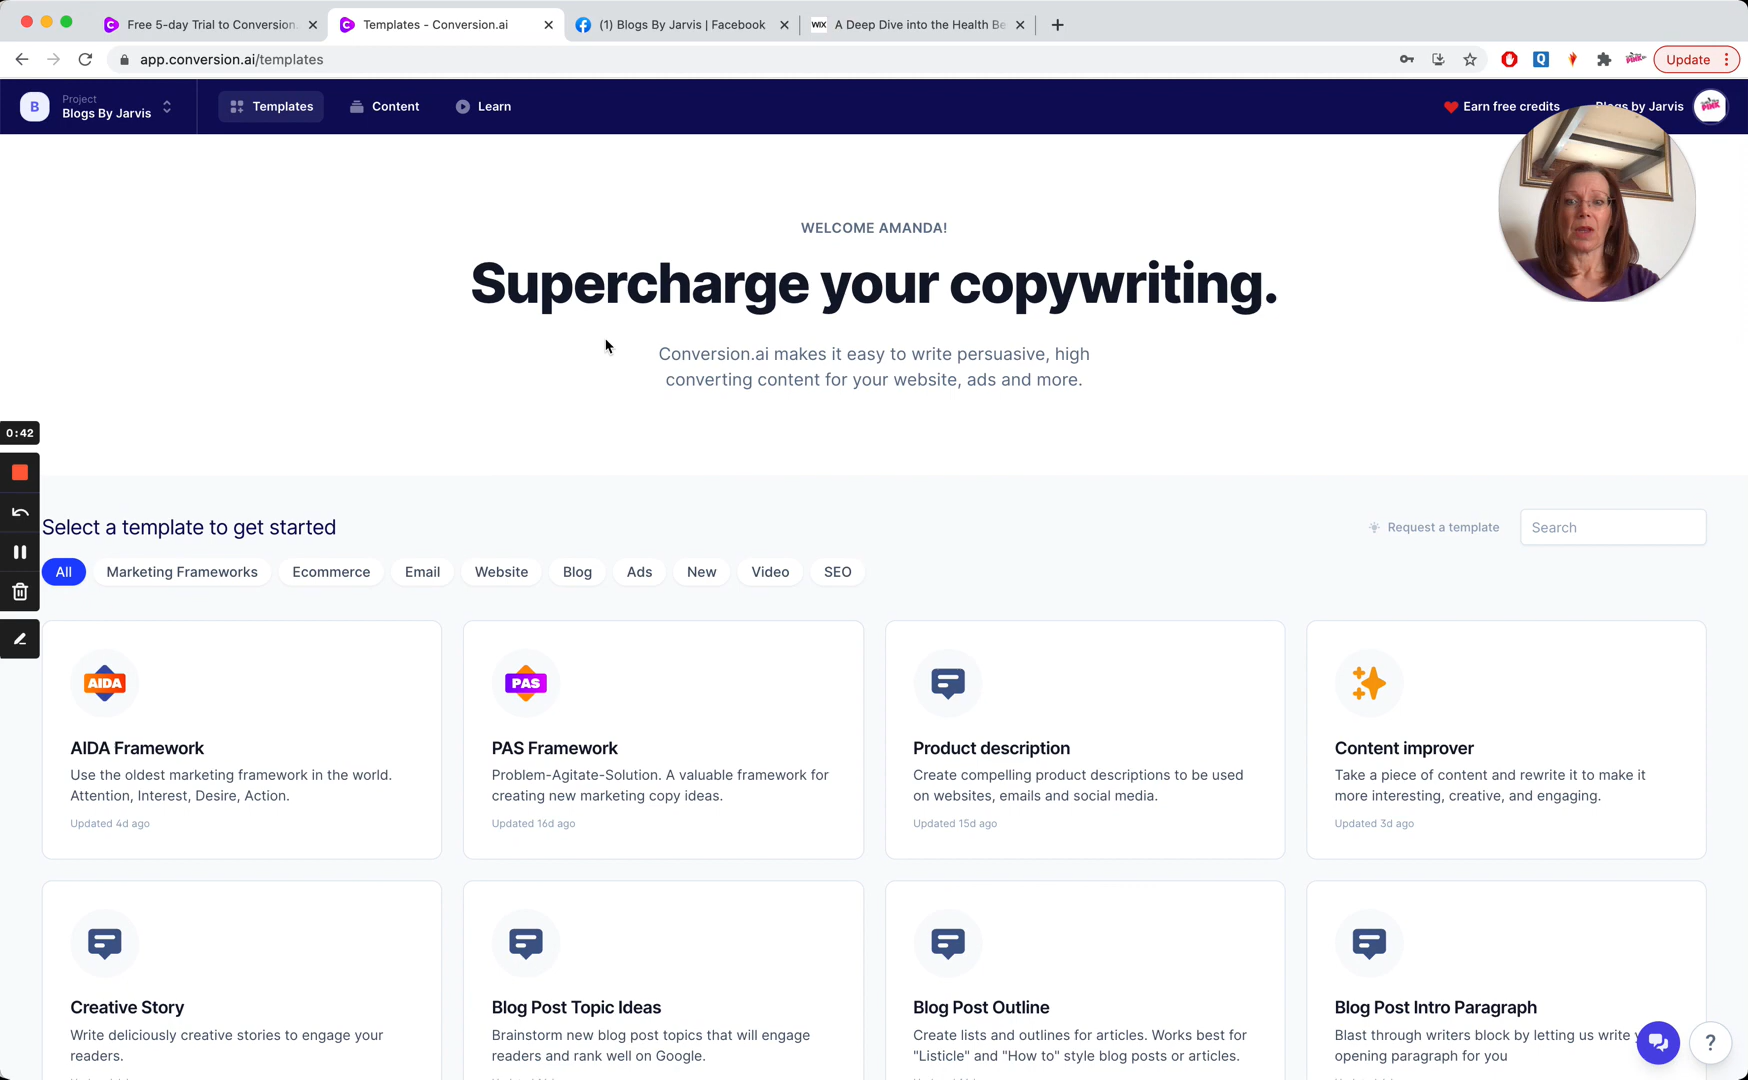 Free 5-day Trial to Conversion.
Templates - Conversion.ai
(1) Blogs By Jarvis | Facebook
WIX
A Deep Dive into the Health Be
app.conversion.ai/templates
Q
Update
B
Project
Blogs By Jarvis
Templates
Content
Learn
Earn free credits
Blogs by Jarvis
PINK
WELCOME AMANDA!
Supercharge your copywriting.
Conversion.ai makes it easy to write persuasive, high
converting content for your website, ads and more.
0:42
Select a template to get started
Request a template
Search
All
Marketing Frameworks
Ecommerce
Email
Website
Blog
Ads
New
Video
SEO
AIDA
AIDA Framework
Use the oldest marketing framework in the world.
Attention, Interest, Desire, Action.
Updated 4d ago
PAS
PAS Framework
Problem-Agitate-Solution. A valuable framework for
creating new marketing copy ideas.
Updated 16d ago
Product description
Create compelling product descriptions to be used
on websites, emails and social media.
Updated 15d ago
Content improver
Take a piece of content and rewrite it to make it
more interesting, creative, and engaging.
Updated 3d ago
Creative Story
Write deliciously creative stories to engage your
readers.
Blog Post Topic Ideas
Brainstorm new blog post topics that will engage
readers and rank well on Google.
Blog Post Outline
Create lists and outlines for articles. Works best for
"Listicle" and "How to" style blog posts or articles.
Blog Post Intro Paragraph
Blast through writers block by letting us write
opening paragraph for you
?